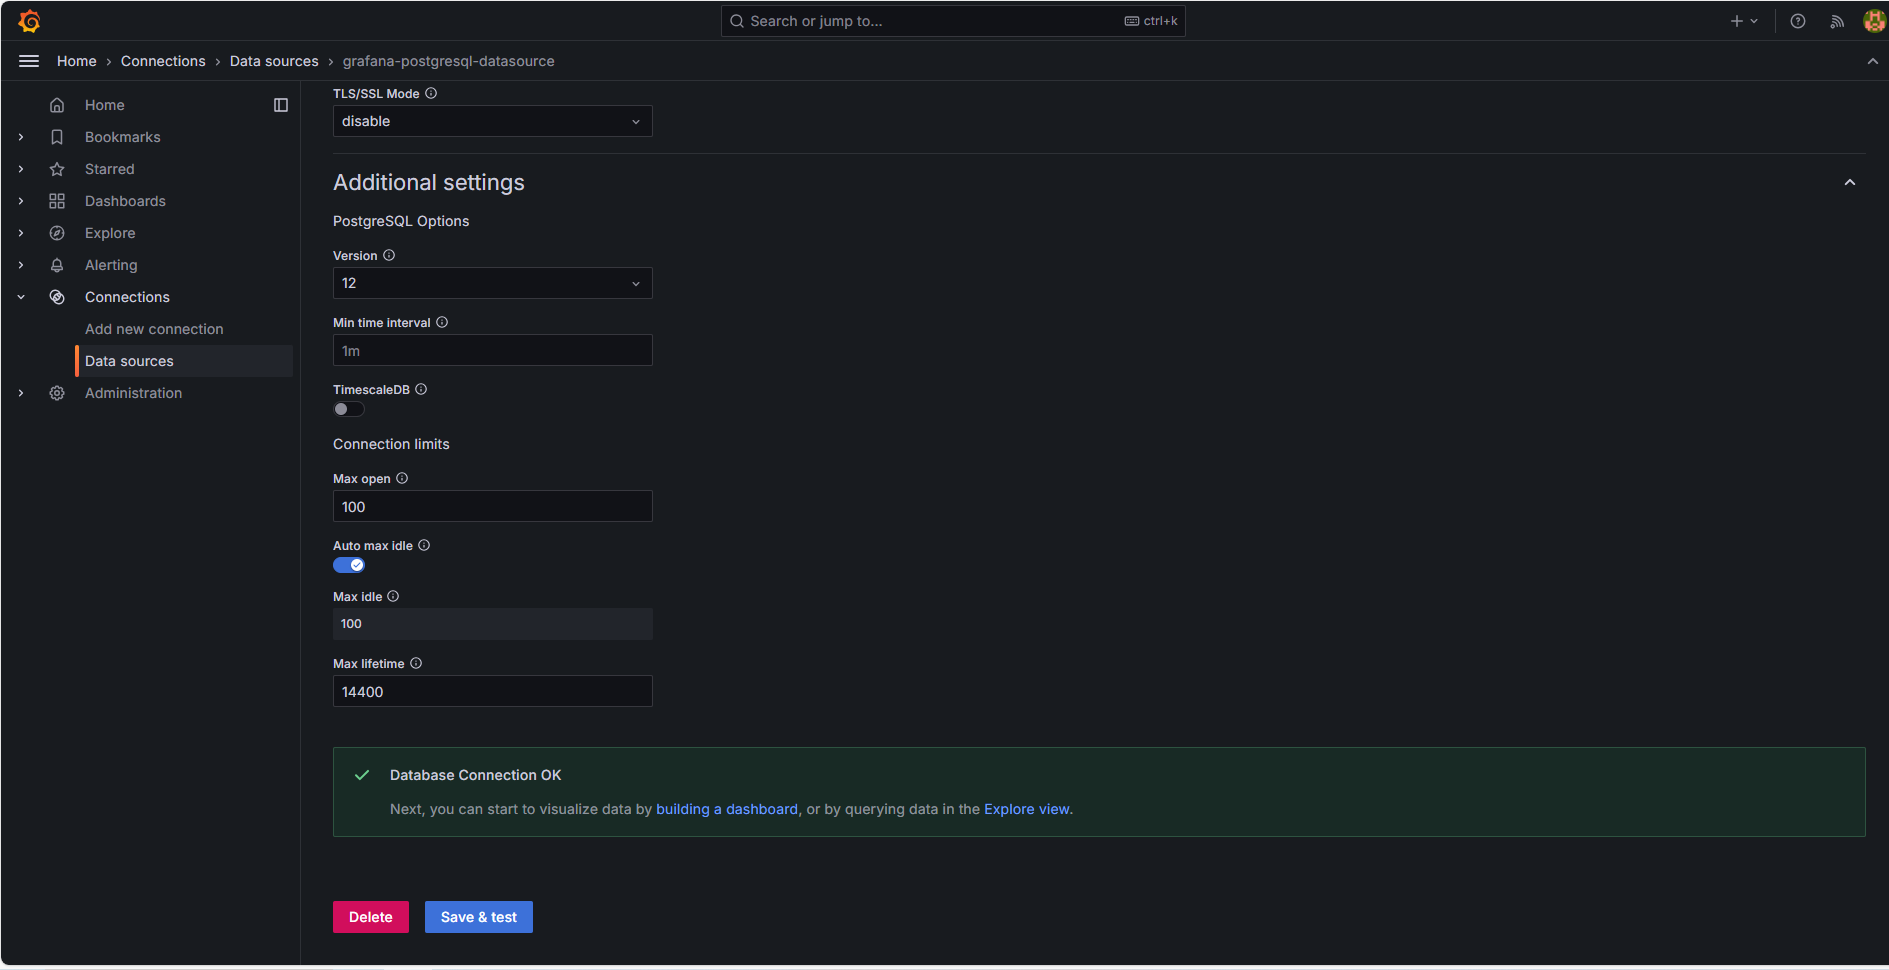 Search or jump to...
ctrl+k
Home › Connections › Data sources › grafana-postgresql-datasource
Home
Bookmarks
Starred
Dashboards
Explore
Alerting
Connections
Add new connection
Data sources
Administration
TLS/SSL Mode
disable
Additional settings
PostgreSQL Options
Version
12
Min time interval
1m
TimescaleDB
Connection limits
Max open
100
Auto max idle
Max idle
100
Max lifetime
14400
Database Connection OK
Next, you can start to visualize data by building a dashboard, or by querying data in the Explore view.
Delete
Save & test